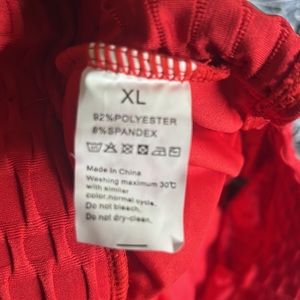 XL
92%POLYESTER
8%SPANDEX
Made in China
Washing maximum 30℃
with similar
color,normal cycle.
Do not bleach.
Do not dry-clean.